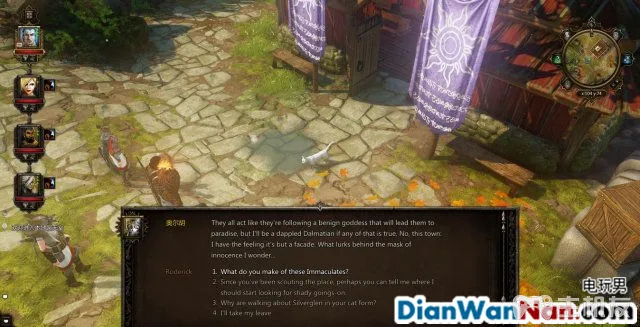 x:104 y:74
奥尔胡
They all act like they're following a benign goddess that will lead them to
paradise, but I'll be a dappled Dalmatian if any of that is true. No, this town:
I have the feeling it's but a facade. What lurks behind the mask of
innocence I wonder...
Roderick
1. What do you make of these Immaculates?
2. Since you've been scouting the place, perhaps you can tell me where I
should start looking for shady goings-on.
3. Why are walking about Silverglen in your cat form?
4. I'll take my leave
电玩男
DianWanNan.com